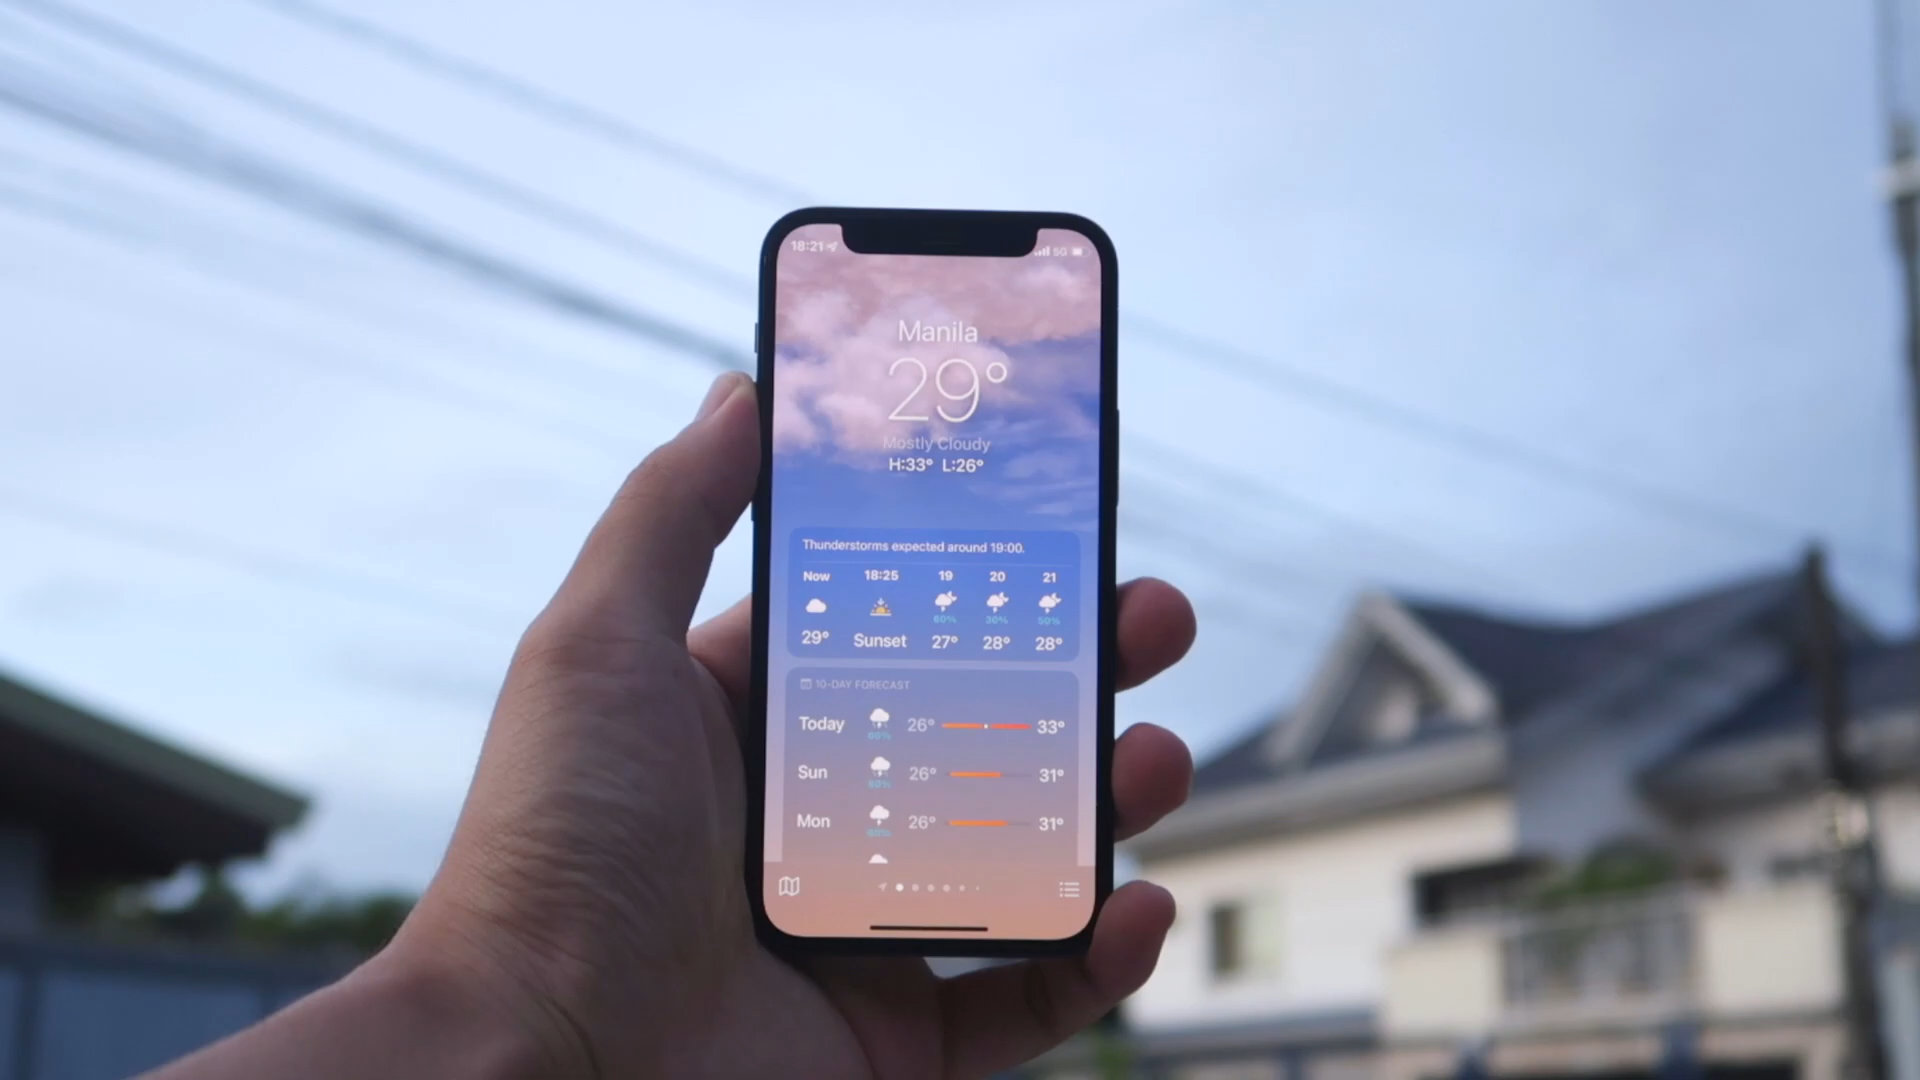 18:21
5G
Manila
29°
Mostly Cloudy
H:33° L:26°
Thunderstorms expected around 19:00.
Now 18:25 19 20 21
60% 30% 50%
29° Sunset 27° 28° 28°
10-DAY FORECAST
Today 26° 33°
60%
Sun 26° 31°
80%
Mon 26° 31°
60%